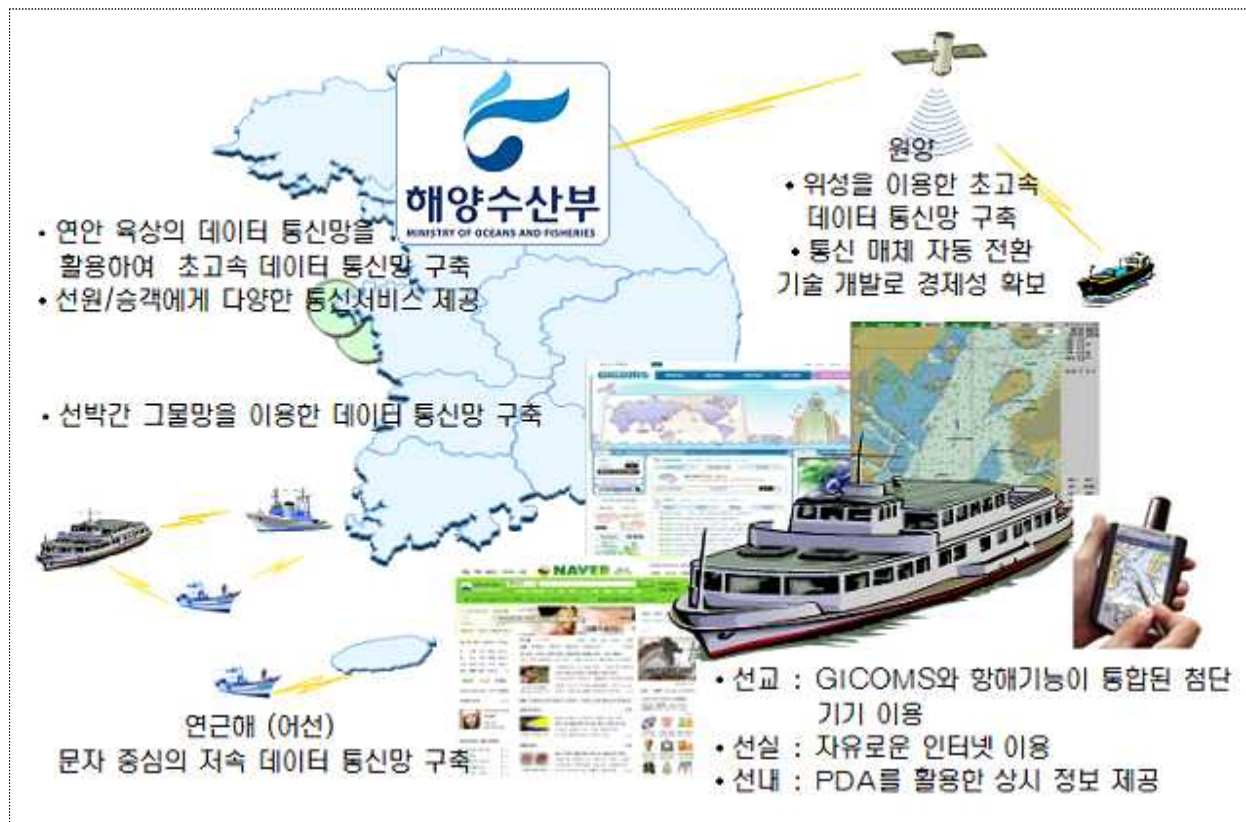 해양수산부
MINISTRY OF OCEANS AND FISHERIES
원양
• 위성을 이용한 초고속
데이터 통신망 구축
• 통신 매체 자동 전환
기술 개발로 경제성 확보
• 연안 육상의 데이터 통신망을
활용하여 초고속 데이터 통신망 구축
• 선원/승객에게 다양한 통신서비스 제공
• 선박간 그물망을 이용한 데이터 통신망 구축
GICOMS
NAVER
연근해 (어선)
문자 중심의 저속 데이터 통신망 구축
• 선교 : GICOMS와 항해기능이 통합된 첨단
기기 이용
• 선실 : 자유로운 인터넷 이용
• 선내 : PDA를 활용한 상시 정보 제공